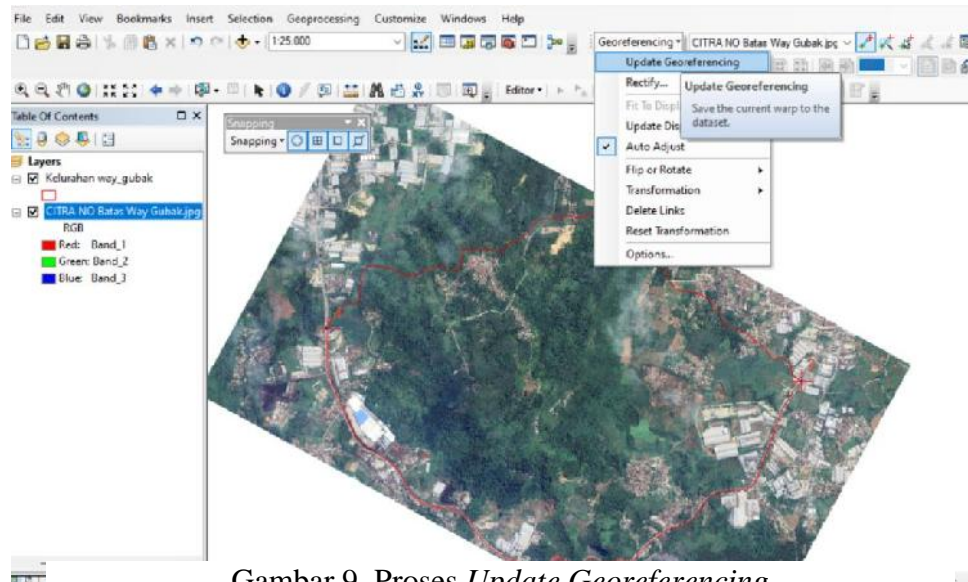 File Edit View Bookmarks Insert Selection Geoprocessing Customize Windows Help
1:25.000
Georeferencing CITRA NO Batas Way Gubak.jpg
Update Georeferencing
Rectify...
Update Georeferencing
Save the current warp to the
dataset.
Fit To Displ
Update Dis
Auto Adjust
Flip or Rotate
Transformation
Delete Links
Reset Transformation
Options...
Editor
Table Of Contents
Snapping
Snapping
Layers
Kelurahan way_gubak
CITRA NO Batas Way Gubak.jpg
RGB
Red: Band_1
Green: Band_2
Blue: Band_3
Gambar 9. Proses Update Georeferencing